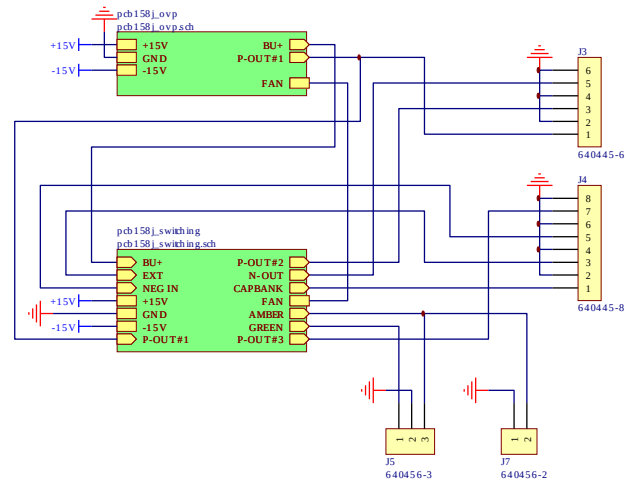 pcb158j_ovp
pcb158j_ovp.sch
+15V
+15V
GND
-15V
-15V
BU+
P-OUT#1
FAN
J3
6
5
4
3
2
1
640445-6
J4
8
7
6
5
4
3
2
1
640445-8
pcb158j_switching
pcb158j_switching.sch
BU+
EXT
NEG IN
+15V
+15V
GND
-15V
-15V
P-OUT#1
P-OUT#2
N-OUT
CAPBANK
FAN
AMBER
GREEN
P-OUT#3
1
2
3
J5
640456-3
1
2
J7
640456-2